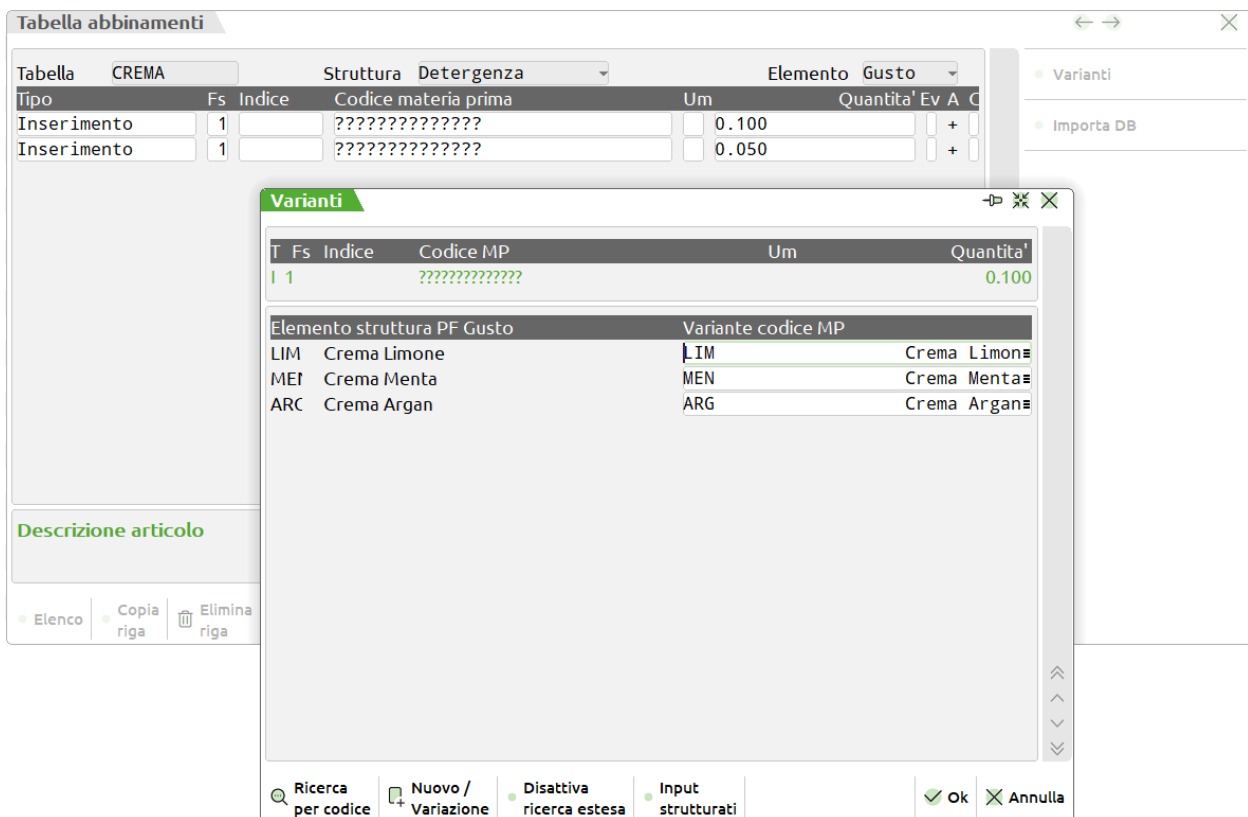 Tabella abbinamenti
Tabella CREMA Struttura Detergenza Elemento Gusto
Tipo Fs Indice Codice materia prima Um Quantita' Ev A C
Inserimento 1 ?????????????? 0.100 +
Inserimento 1 ?????????????? 0.050 +
Varianti
Importa DB
Varianti
T Fs Indice Codice MP Um Quantita'
I 1 ?????????????? 0.100
Elemento struttura PF Gusto Variante codice MP
LIM Crema Limone LIM Crema Limon
MEN Crema Menta MEN Crema Menta
ARG Crema Argan ARG Crema Argan
Descrizione articolo
Elenco
Copia riga
Elimina riga
Ricerca per codice
Nuovo / Variazione
Disattiva ricerca estesa
Input strutturati
Ok
Annulla